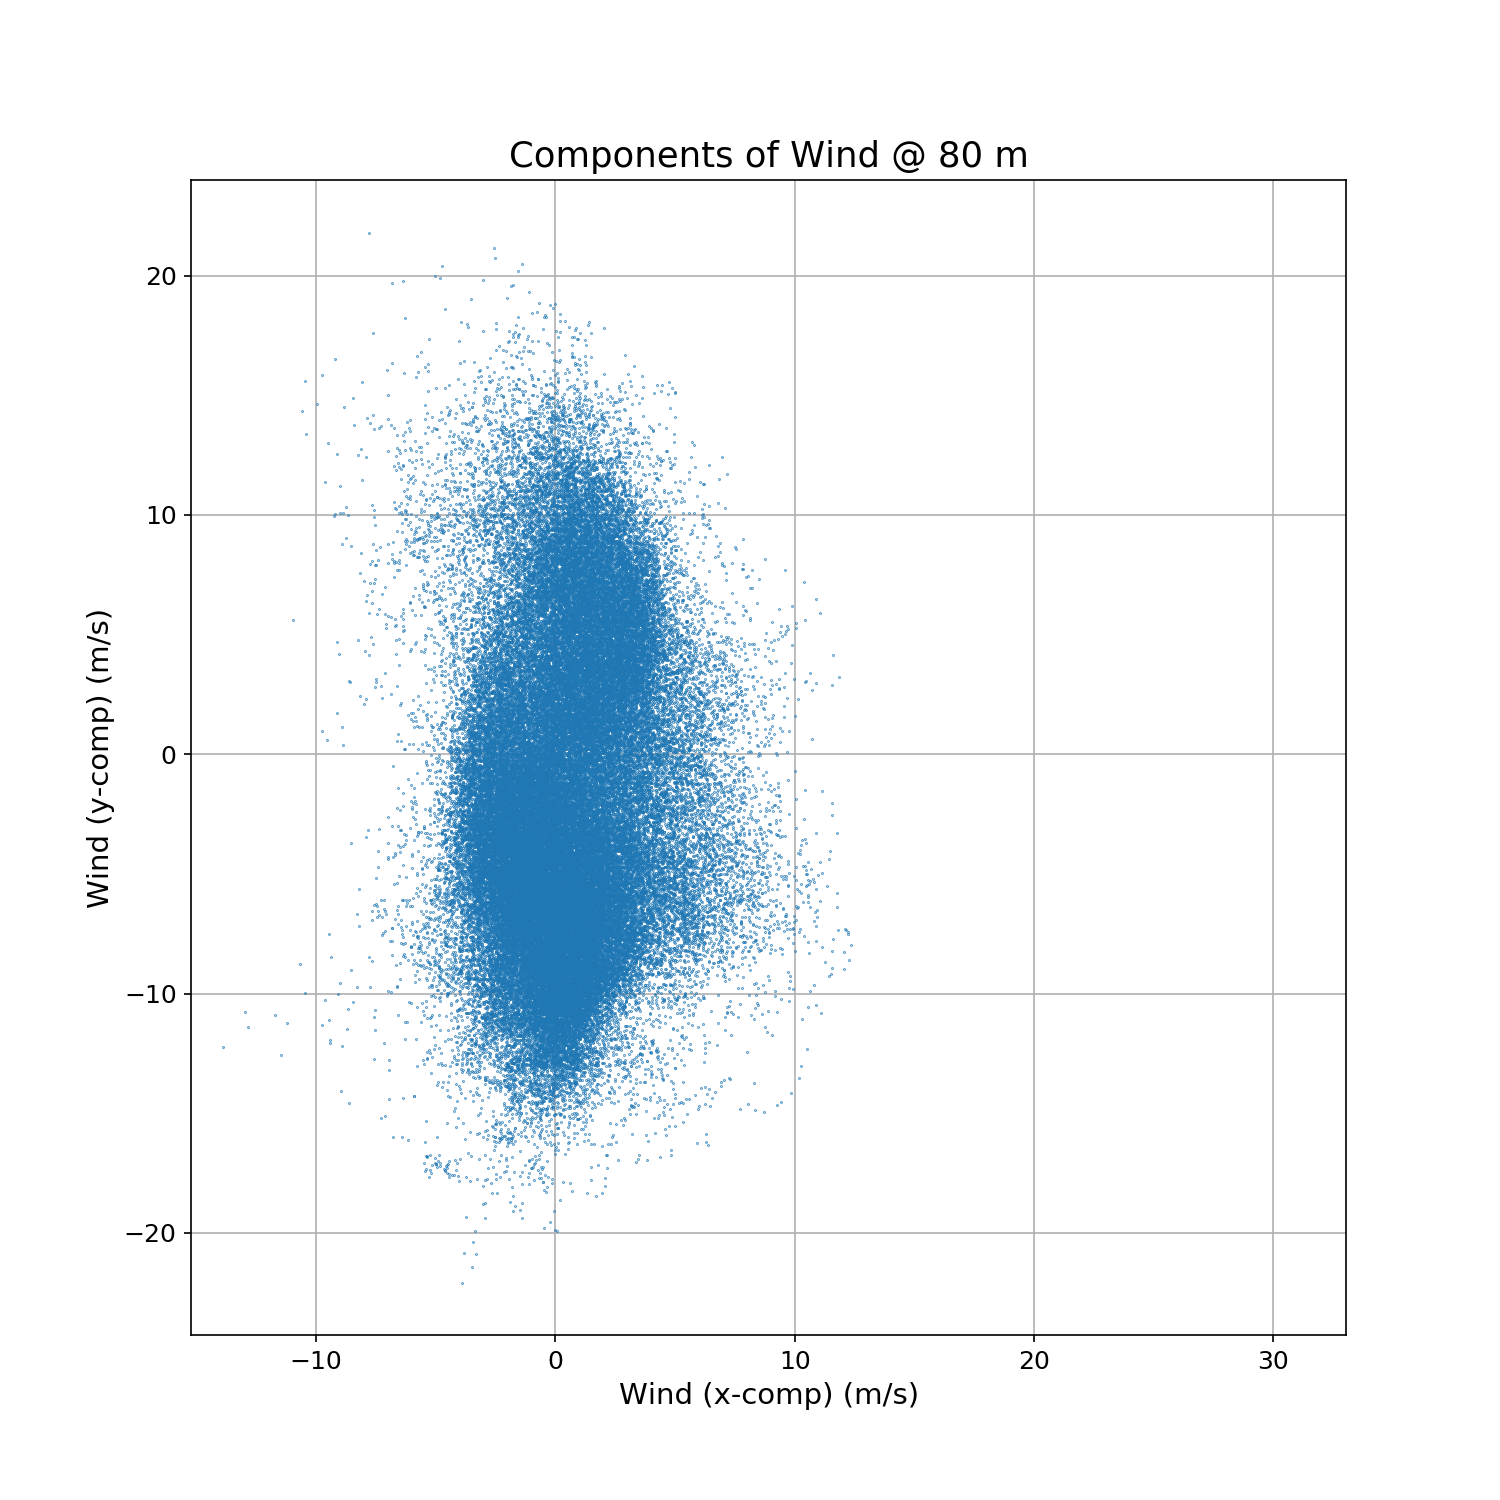 Components of Wind @ 80 m
20
10
0
−10
−20
Wind (y-comp) (m/s)
−10 0 10 20 30
Wind (x-comp) (m/s)